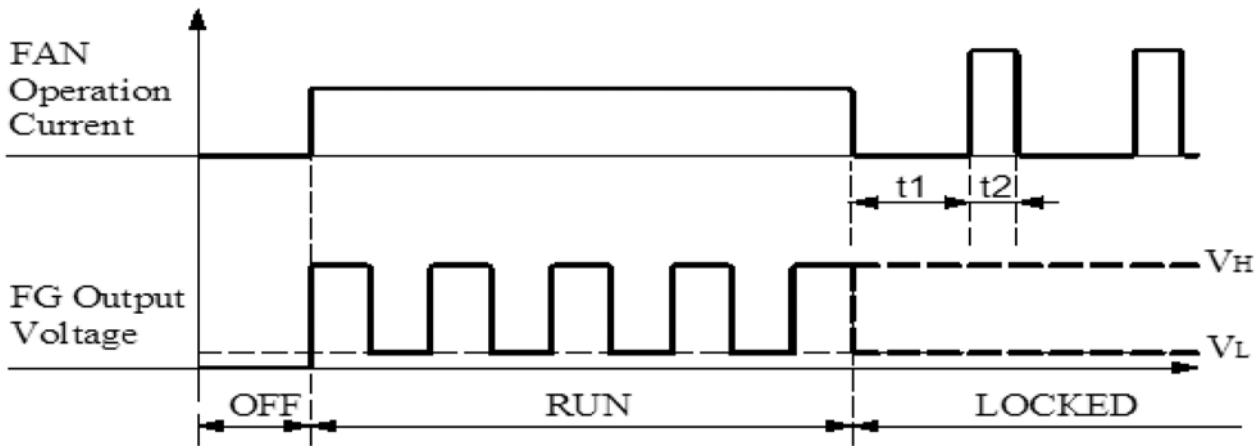 FAN
Operation
Current
t1 t2
VH
FG Output
Voltage
VL
OFF RUN LOCKED